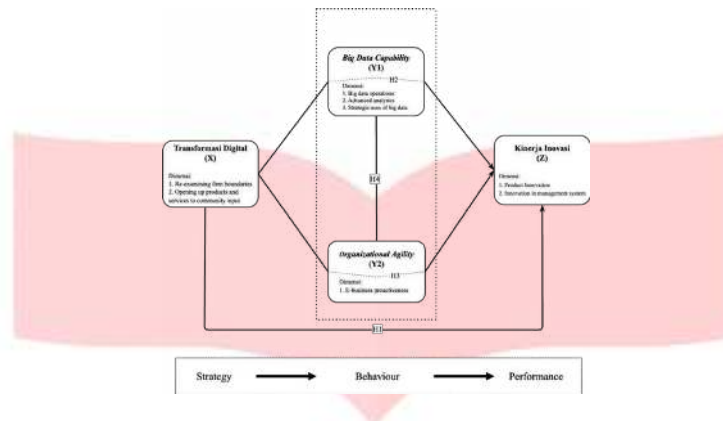 Big Data Capability
(Y1)
H2
Dimensi:
1. Big data operations
2. Advanced analytics
3. Strategic uses of big data
Transformasi Digital
(X)
Dimensi:
1. Re-examining firm boundaries
2. Opening up products and
services to community input
Kinerja Inovasi
(Z)
Dimensi:
1. Product Innovation
2. Innovation in management system
H4
Organizational Agility
(Y2)
H3
Dimensi:
1. E-business proactiveness
H1
Strategy
Behaviour
Performance